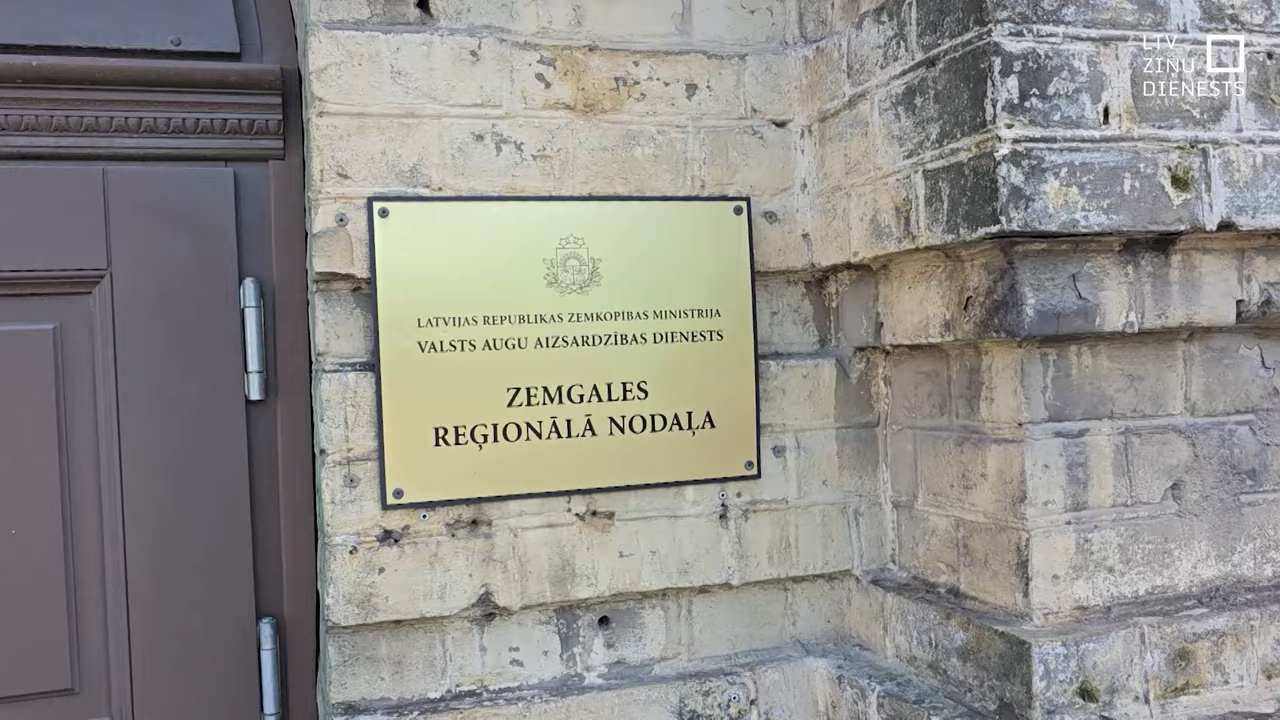 LTV
ZIŅU
DIENESTS
LATVIJAS REPUBLIKAS ZEMKOPĪBAS MINISTRIJA
VALSTS AUGU AIZSARDZĪBAS DIENESTS
ZEMGALES
REĢIONĀLĀ NODAĻA